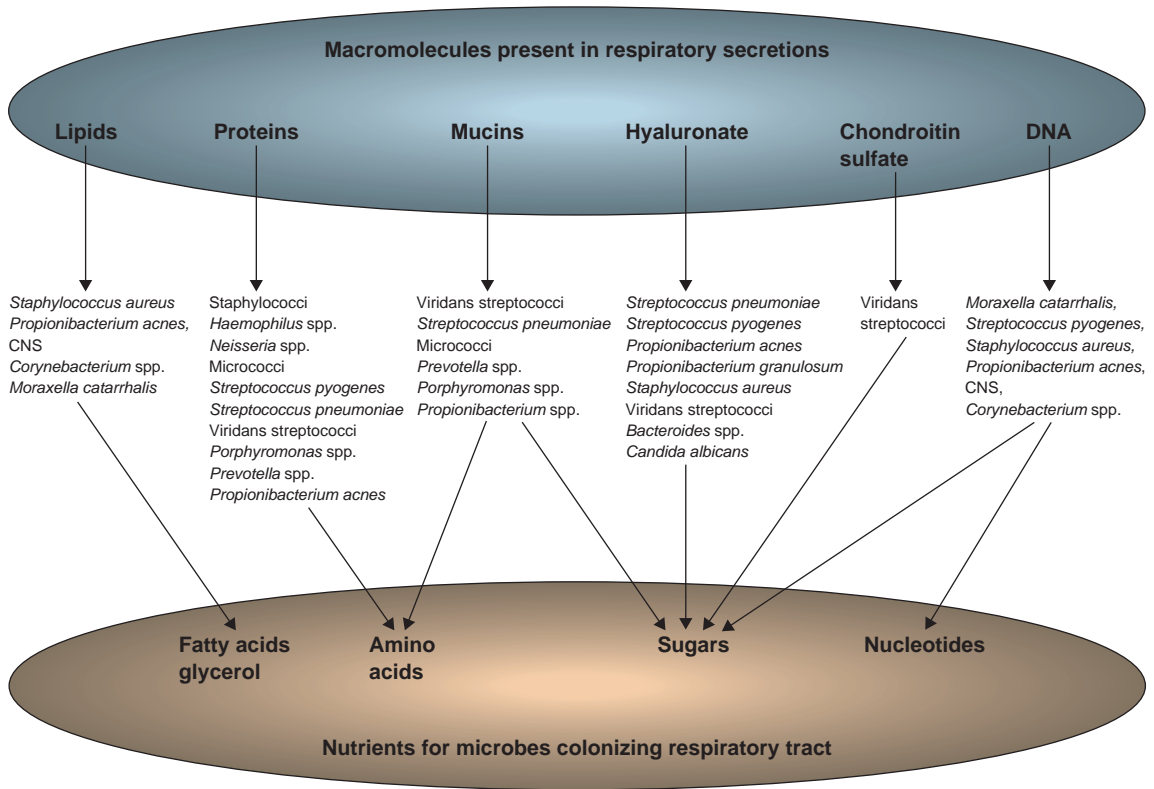 Macromolecules present in respiratory secretions
Lipids
Proteins
Mucins
Hyaluronate
Chondroitin
sulfate
DNA
Staphylococcus aureus
Propionibacterium acnes,
CNS
Corynebacterium spp.
Moraxella catarrhalis
Staphylococci
Haemophilus spp.
Neisseria spp.
Micrococci
Streptococcus pyogenes
Streptococcus pneumoniae
Viridans streptococci
Porphyromonas spp.
Prevotella spp.
Propionibacterium acnes
Viridans streptococci
Streptococcus pneumoniae
Micrococci
Prevotella spp.
Porphyromonas spp.
Propionibacterium spp.
Streptococcus pneumoniae
Streptococcus pyogenes
Propionibacterium acnes
Propionibacterium granulosum
Staphylococcus aureus
Viridans streptococci
Bacteroides spp.
Candida albicans
Viridans
streptococci
Moraxella catarrhalis,
Streptococcus pyogenes,
Staphylococcus aureus,
Propionibacterium acnes,
CNS,
Corynebacterium spp.
Fatty acids
glycerol
Amino
acids
Sugars
Nucleotides
Nutrients for microbes colonizing respiratory tract